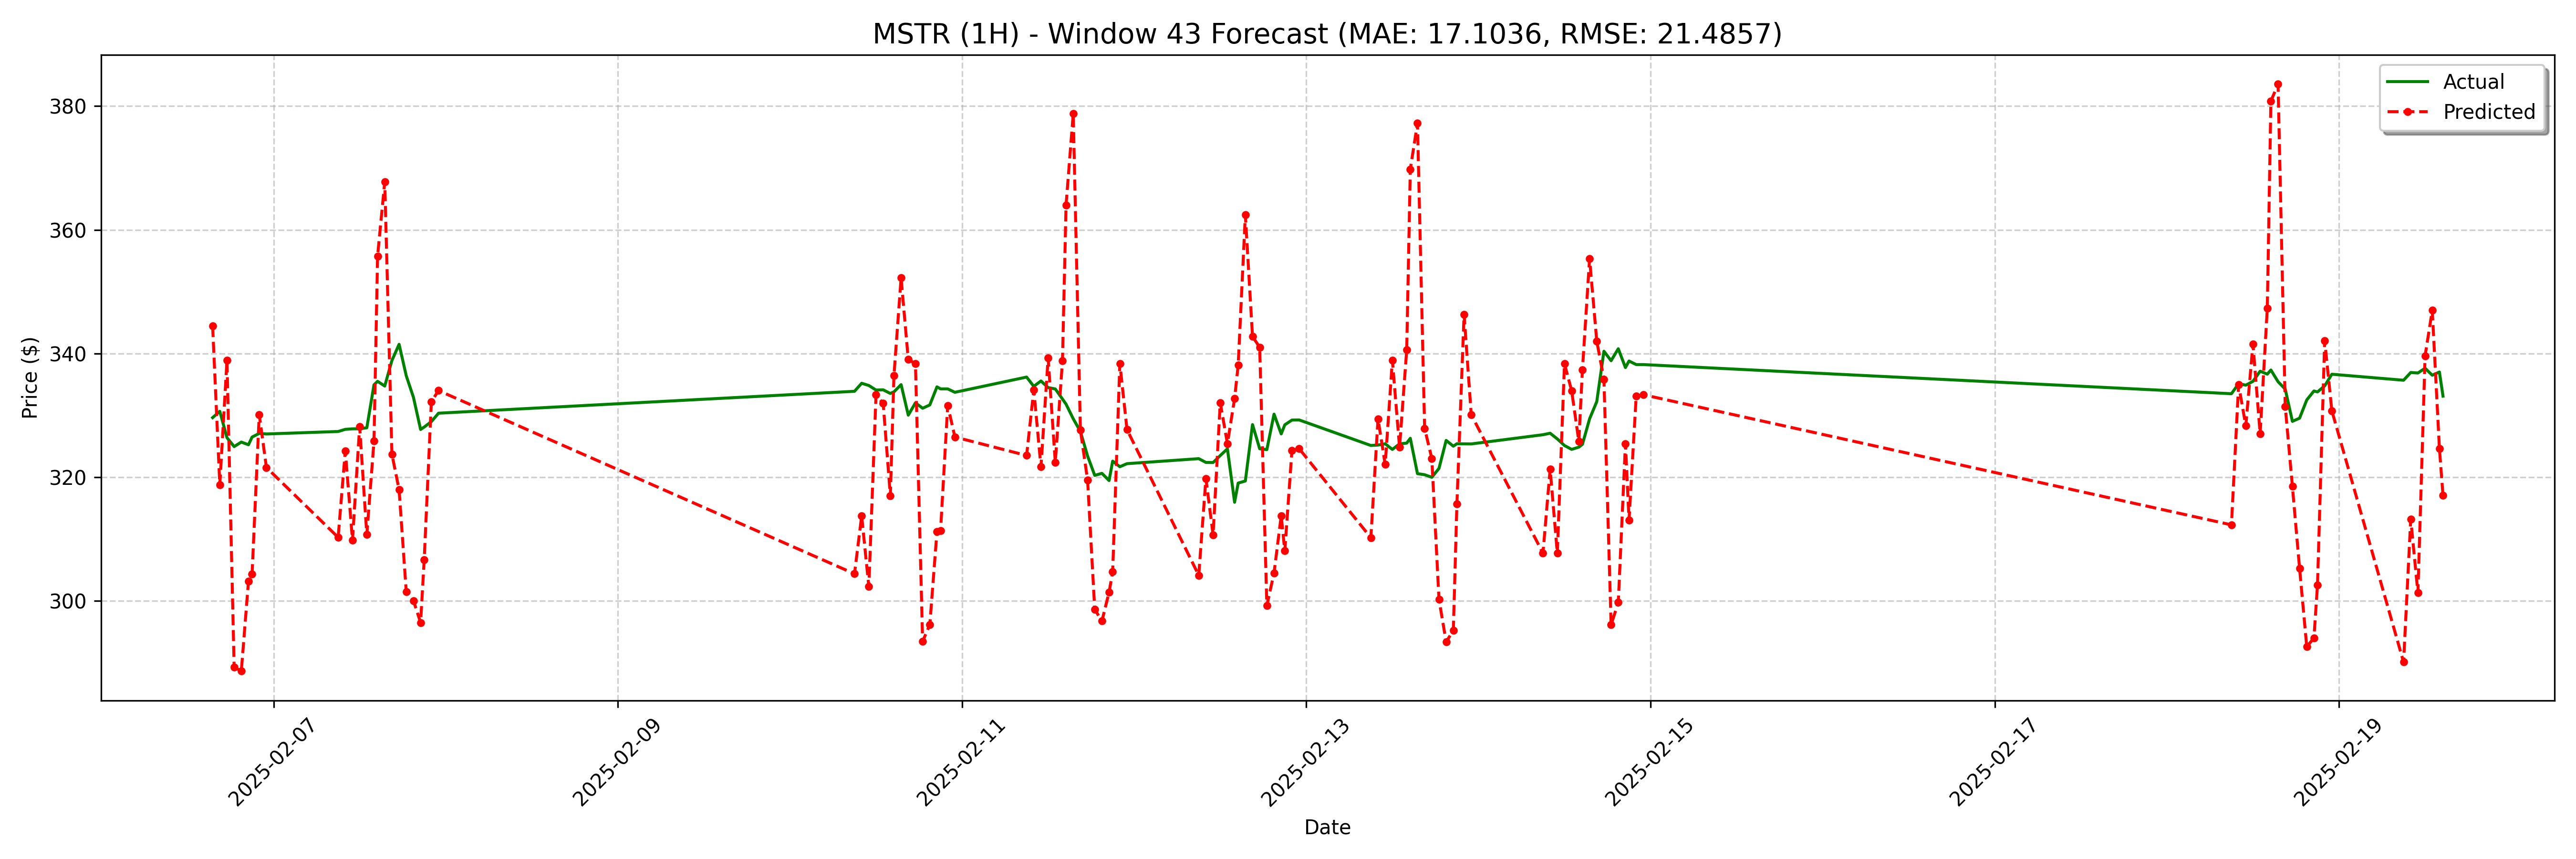 MSTR (1H) - Window 43 Forecast (MAE: 17.1036, RMSE: 21.4857)
Actual
Predicted
Price ($)
380
360
340
320
300
2025-02-07
2025-02-09
2025-02-11
2025-02-13
2025-02-15
2025-02-17
2025-02-19
Date